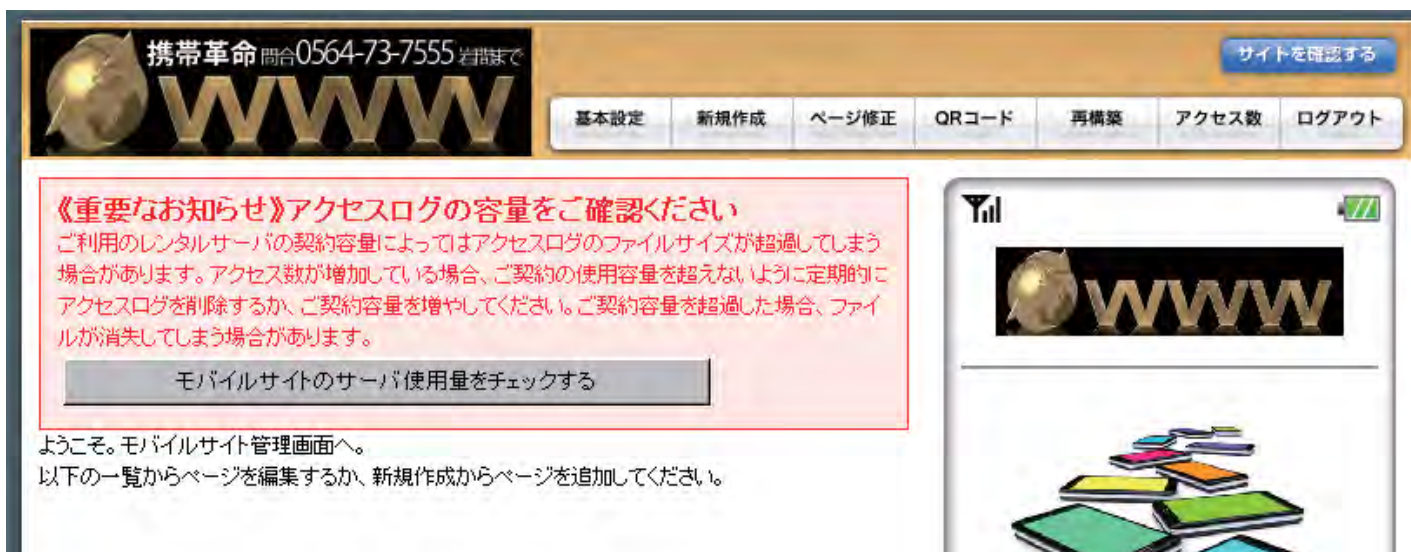 携帯革命 問合0564-73-7555 岩間まで
WWW
サイトを確認する
基本設定 新規作成 ページ修正 QRコード 再構築 アクセス数 ログアウト
《重要なお知らせ》アクセスログの容量をご確認ください
ご利用のレンタルサーバの契約容量によってはアクセスログのファイルサイズが超過してしまう
場合があります。アクセス数が増加している場合、ご契約の使用容量を超えないように定期的に
アクセスログを削除するか、ご契約容量を増やしてください。ご契約容量を超過した場合、ファイ
ルが消失してしまう場合があります。
モバイルサイトのサーバ使用量をチェックする
ようこそ。モバイルサイト管理画面へ。
以下の一覧からページを編集するか、新規作成からページを追加してください。
WWW